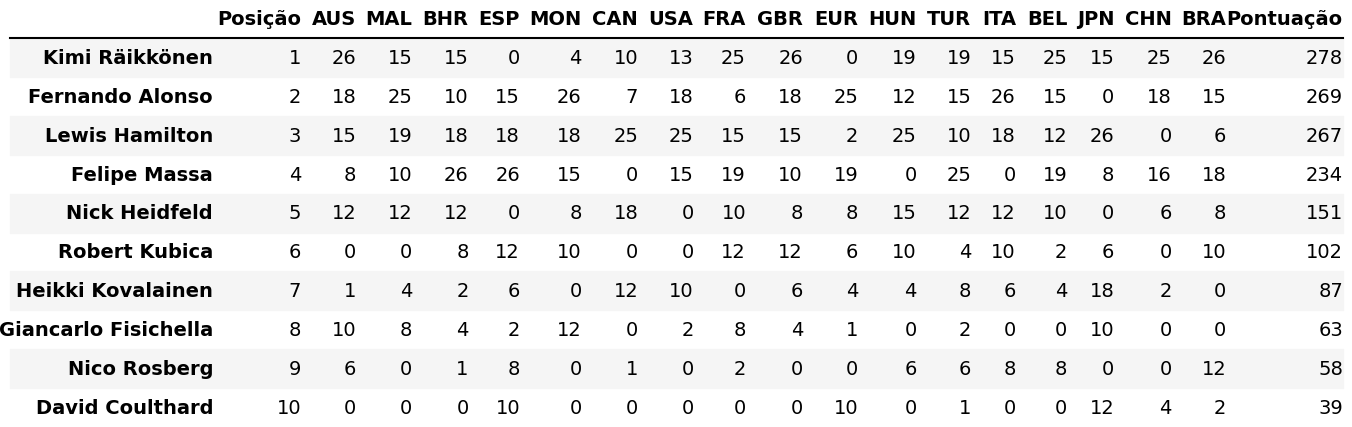 Posição AUS MAL BHR ESP MON CAN USA FRA GBR EUR HUN TUR ITA BEL JPN CHN BRA Pontuação
Kimi Räikkönen 1 26 15 15 0 4 10 13 25 26 0 19 19 15 25 15 25 26 278
Fernando Alonso 2 18 25 10 15 26 7 18 6 18 25 12 15 26 15 0 18 15 269
Lewis Hamilton 3 15 19 18 18 18 25 25 15 15 2 25 10 18 12 26 0 6 267
Felipe Massa 4 8 10 26 26 15 0 15 19 10 19 0 25 0 19 8 16 18 234
Nick Heidfeld 5 12 12 12 0 8 18 0 10 8 8 15 12 12 10 0 6 8 151
Robert Kubica 6 0 0 8 12 10 0 0 12 12 6 10 4 10 2 6 0 10 102
Heikki Kovalainen 7 1 4 2 6 0 12 10 0 6 4 4 8 6 4 18 2 0 87
Giancarlo Fisichella 8 10 8 4 2 12 0 2 8 4 1 0 2 0 0 10 0 0 63
Nico Rosberg 9 6 0 1 8 0 1 0 2 0 0 6 6 8 8 0 0 12 58
David Coulthard 10 0 0 0 10 0 0 0 0 0 10 0 1 0 0 12 4 2 39